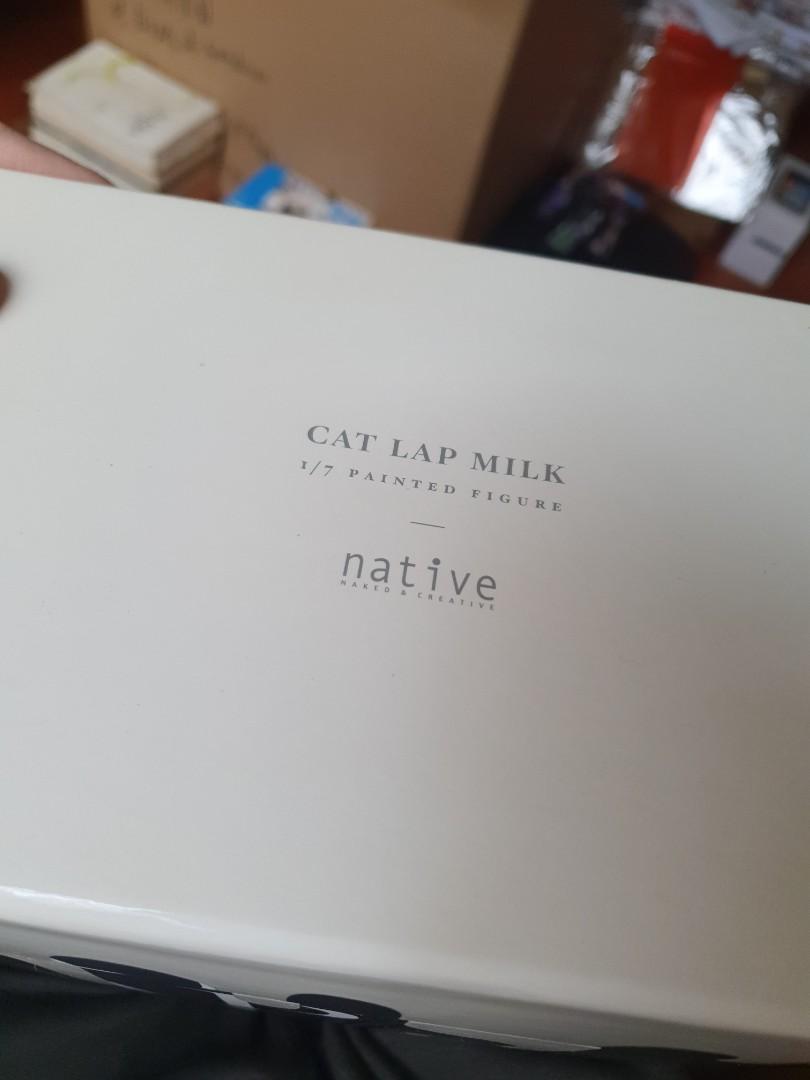 CAT LAP MILK
1/7 PAINTED FIGURE
native
NAKED & CREATIVE